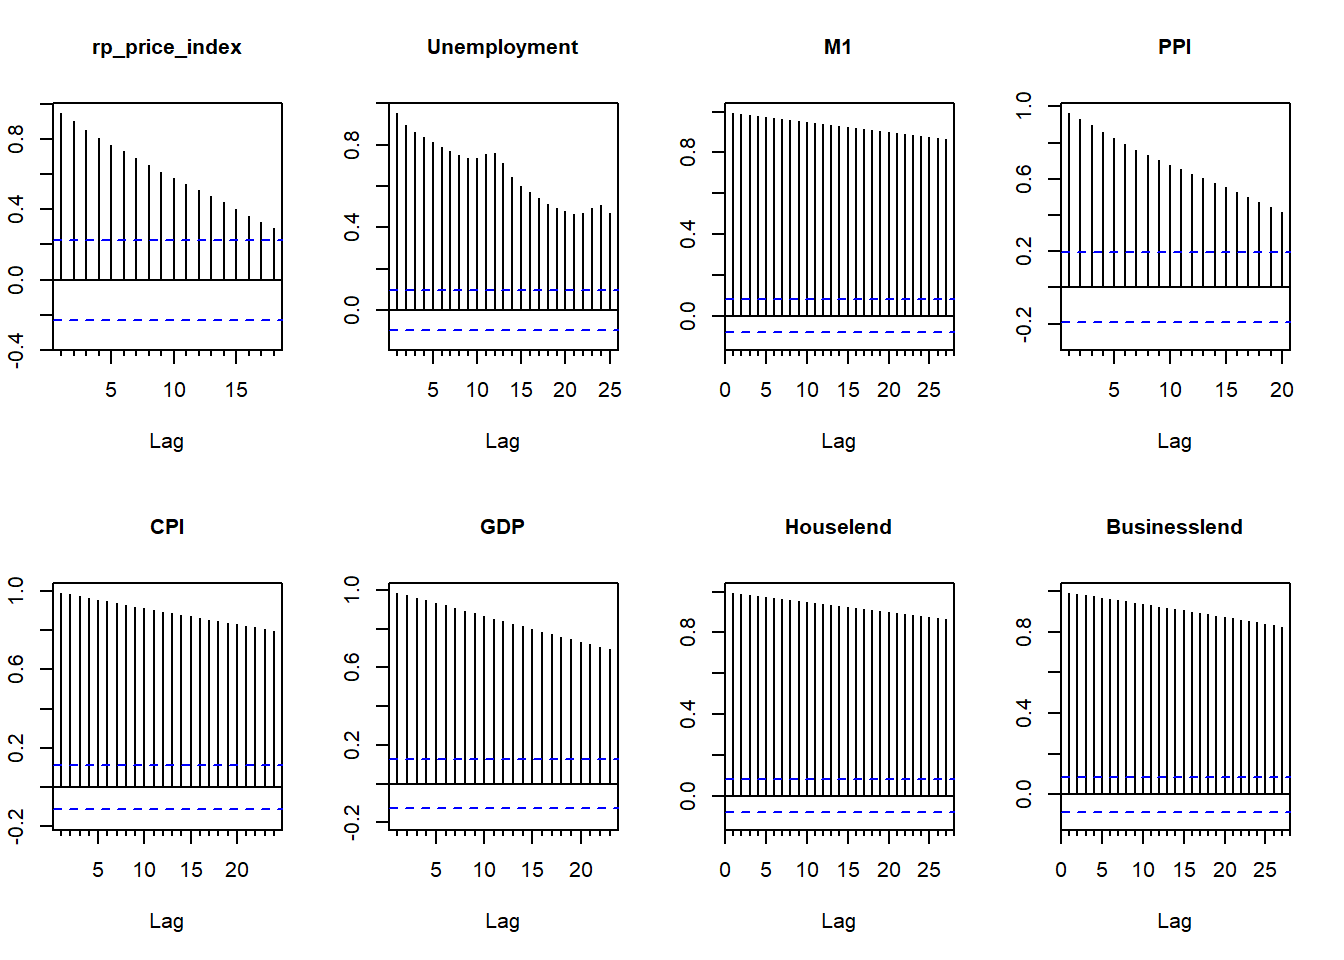 rp_price_index
Unemployment
M1
PPI
-0.4 0.0 0.4 0.8
0.0 0.4 0.8
0.0 0.4 0.8
-0.2 0.2 0.6 1.0
5 10 15
5 10 15 20 25
0 5 10 15 20 25
5 10 15 20
Lag
Lag
Lag
Lag
CPI
GDP
Houselend
Businesslend
-0.2 0.2 0.6 1.0
-0.2 0.2 0.6 1.0
0.0 0.4 0.8
0.0 0.4 0.8
5 10 15 20
5 10 15 20
0 5 10 15 20 25
0 5 10 15 20 25
Lag
Lag
Lag
Lag